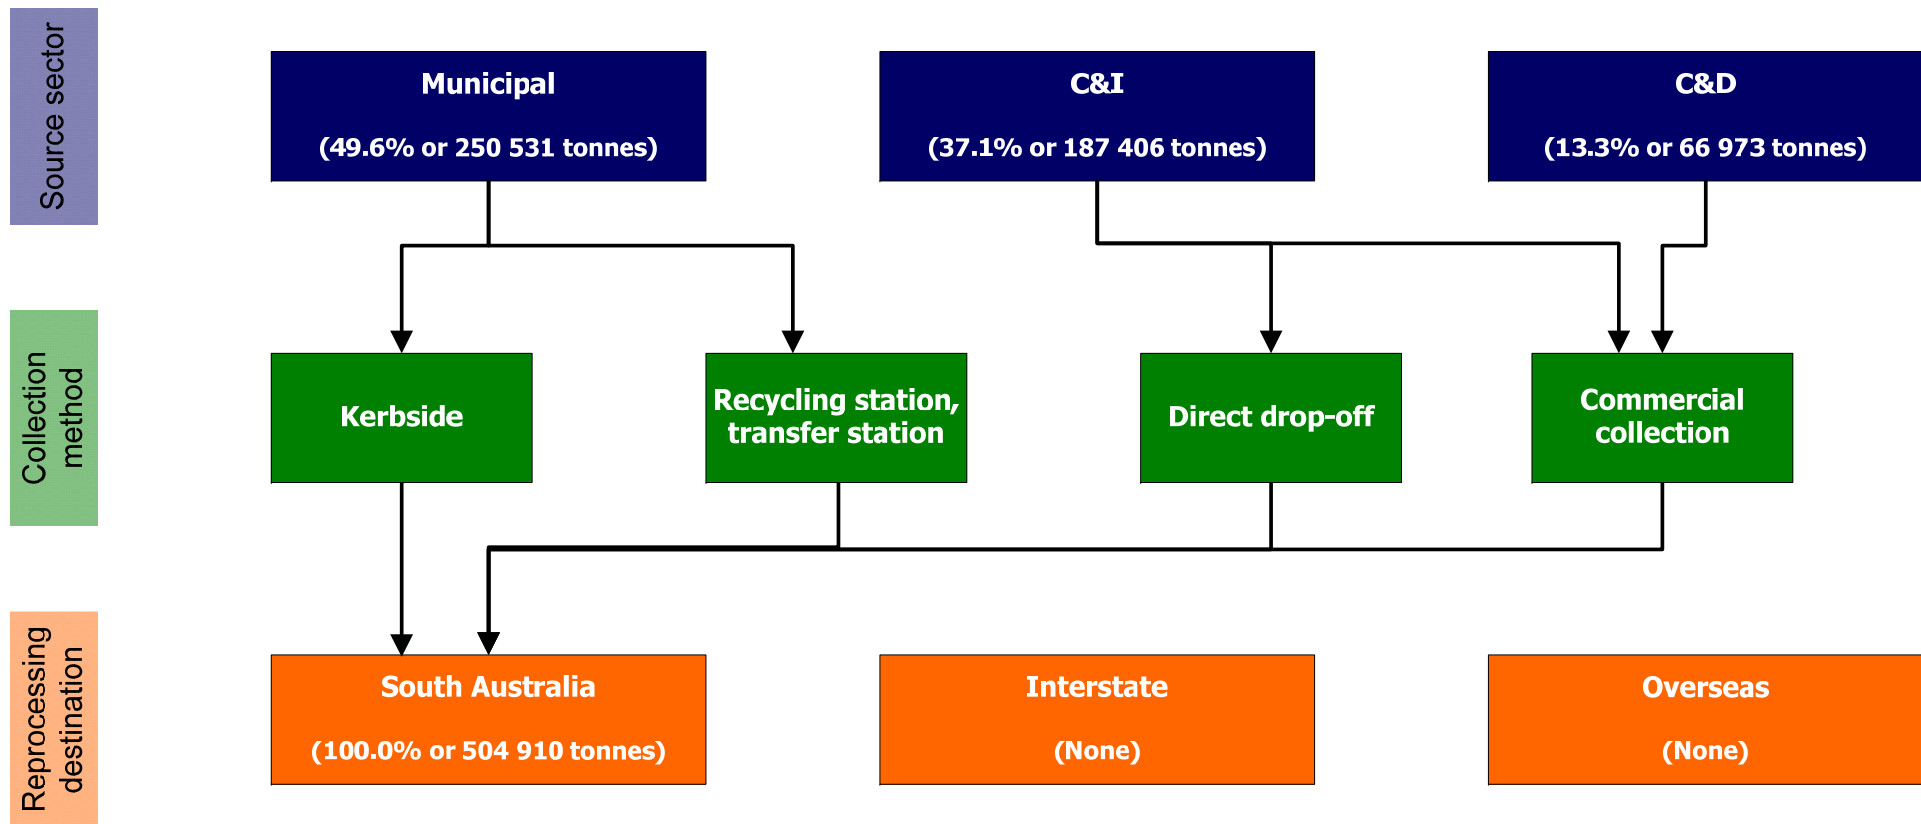 Source sector
Municipal
(49.6% or 250 531 tonnes)
C&I
(37.1% or 187 406 tonnes)
C&D
(13.3% or 66 973 tonnes)
Collection
method
Kerbside
Recycling station,
transfer station
Direct drop-off
Commercial
collection
Reprocessing
destination
South Australia
(100.0% or 504 910 tonnes)
Interstate
(None)
Overseas
(None)